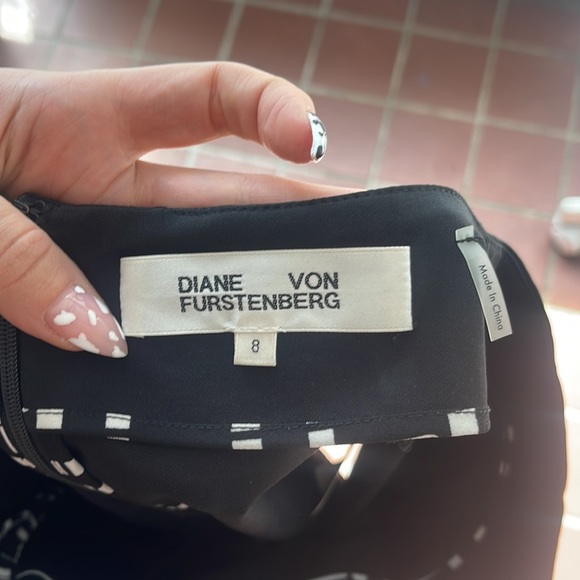 DIANE VON
FURSTENBERG
8
Made In China